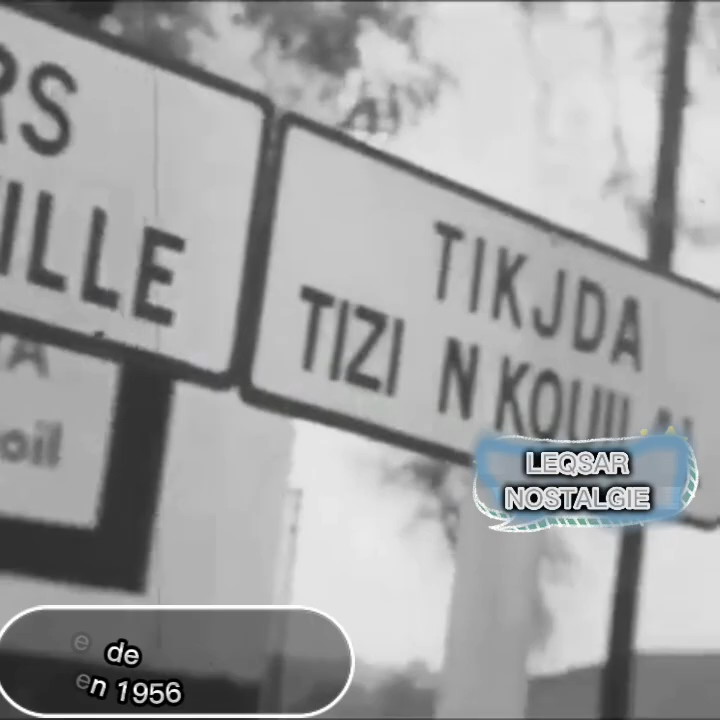 RS
ILLE
TIKJDA
TIZI N KOUILAL
oil
LEQSAR
NOSTALGIE
e de
en 1956